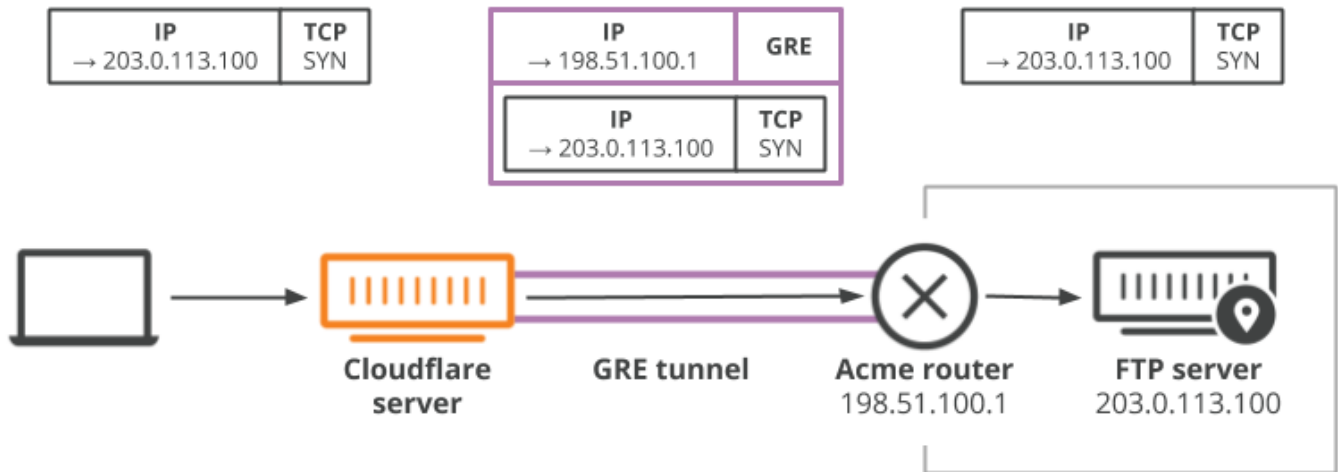 IP
→ 203.0.113.100
TCP
SYN
IP
→ 198.51.100.1
GRE
IP
→ 203.0.113.100
TCP
SYN
IP
→ 203.0.113.100
TCP
SYN
Cloudflare
server
GRE tunnel
Acme router
198.51.100.1
FTP server
203.0.113.100